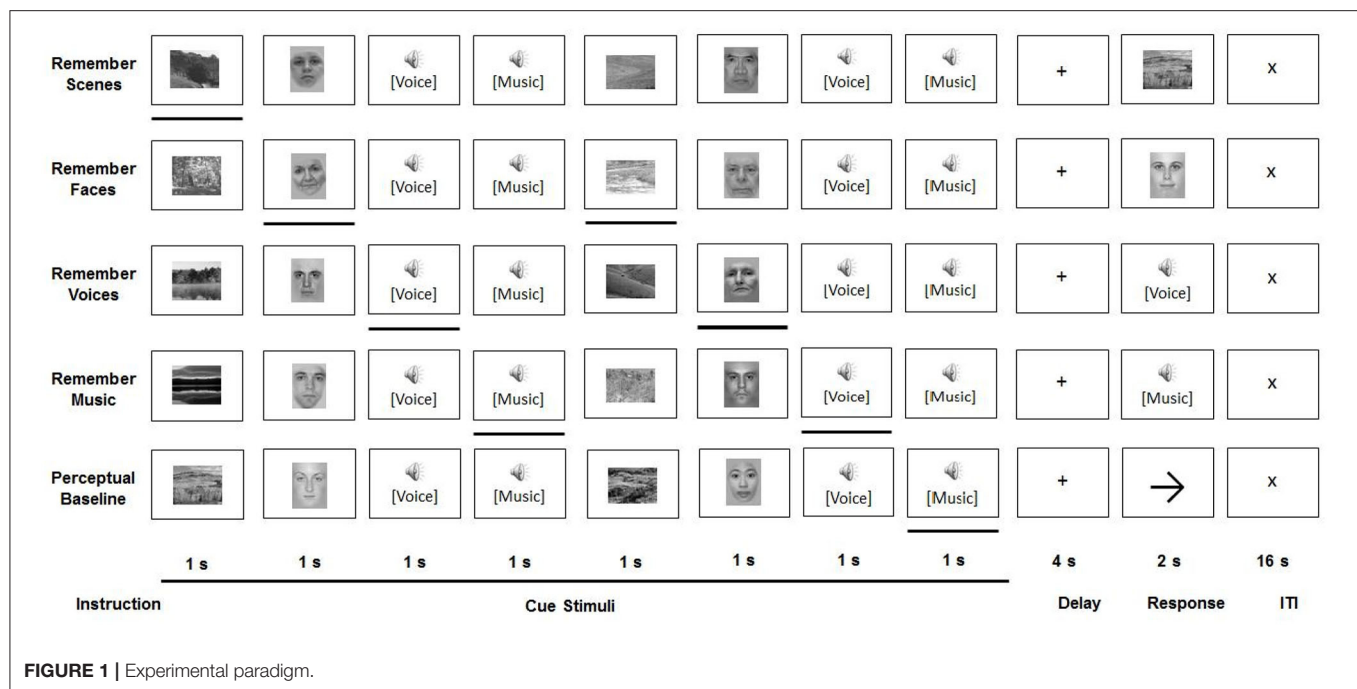 Remember
Scenes
[Voice]
[Music]
[Voice]
[Music]
+
x
Remember
Faces
[Voice]
[Music]
[Voice]
[Music]
+
x
Remember
Voices
[Voice]
[Music]
[Voice]
[Music]
+
[Voice]
x
Remember
Music
[Voice]
[Music]
[Voice]
[Music]
+
[Music]
x
Perceptual
Baseline
[Voice]
[Music]
[Voice]
[Music]
+
x
1 s 1 s 1 s 1 s 1 s 1 s 1 s 1 s 4 s 2 s 16 s
Instruction Cue Stimuli Delay Response ITI
FIGURE 1 | Experimental paradigm.